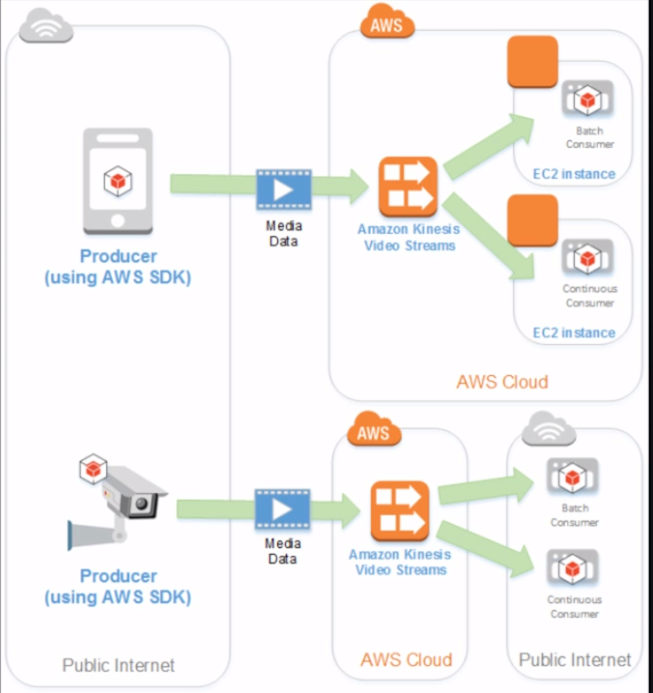 AWS
Batch
Consumer
EC2 instance
Producer
(using AWS SDK)
Media
Data
Amazon Kinesis
Video Streams
Continuous
Consumer
EC2 instance
AWS Cloud
AWS
Batch
Consumer
Producer
(using AWS SDK)
Media
Data
Amazon Kinesis
Video Streams
Continuous
Consumer
Public Internet
AWS Cloud
Public Internet